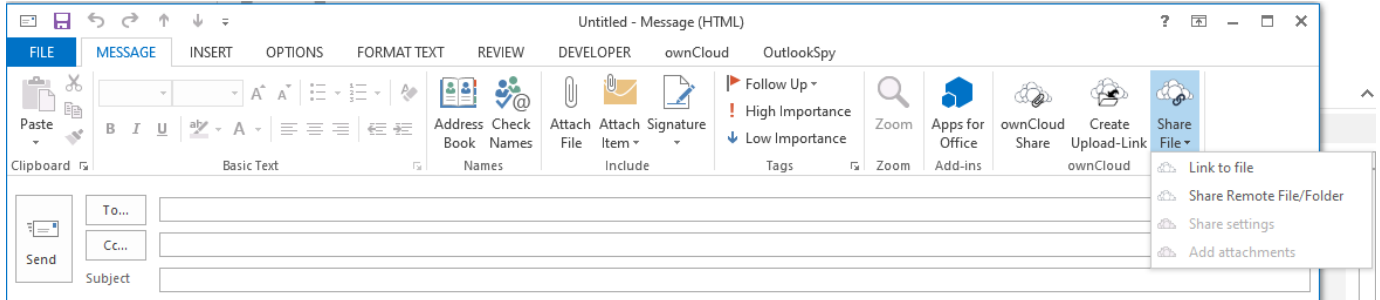 Untitled - Message (HTML)
FILE MESSAGE INSERT OPTIONS FORMAT TEXT REVIEW DEVELOPER ownCloud OutlookSpy
Paste
B I U
Address Book
Check Names
Attach File
Attach Item
Signature
Follow Up
High Importance
Low Importance
Zoom
Apps for Office
ownCloud Share
Create Upload-Link
Share File
Clipboard Basic Text Names Include Tags Zoom Add-ins ownCloud
Link to file
Share Remote File/Folder
Share settings
Add attachments
Send
To...
Cc...
Subject